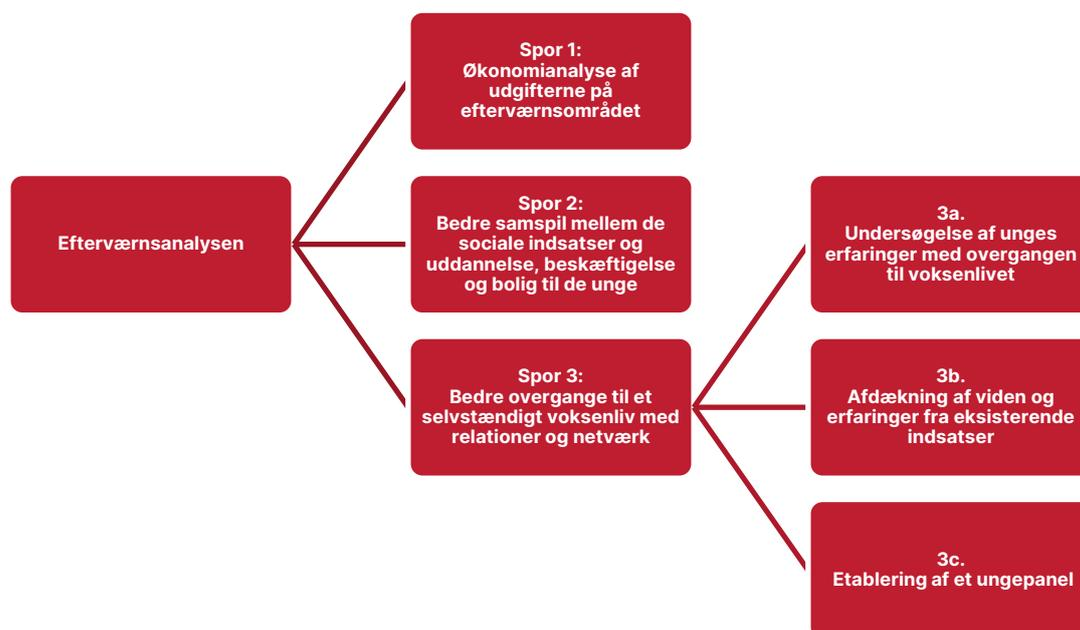 Efterværnsanalysen
Spor 1:
Økonomianalyse af
udgifterne på
efterværnsområdet
Spor 2:
Bedre samspil mellem de
sociale indsatser og
uddannelse, beskæftigelse
og bolig til de unge
Spor 3:
Bedre overgange til et
selvstændigt voksenliv med
relationer og netværk
3a.
Undersøgelse af unges
erfaringer med overgangen
til voksenlivet
3b.
Afdækning af viden og
erfaringer fra eksisterende
indsatser
3c.
Etablering af et ungepanel